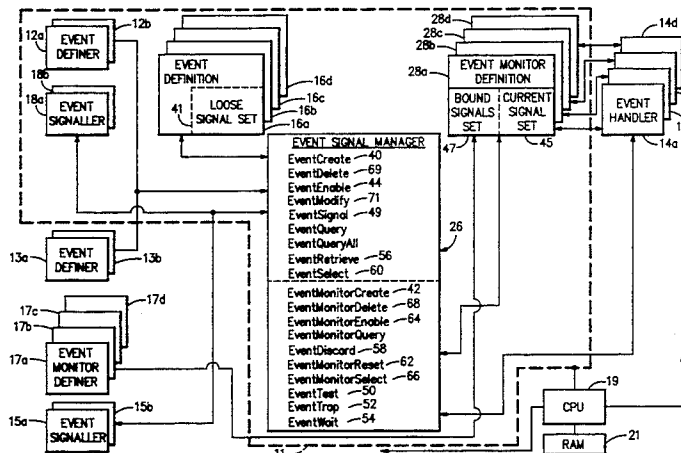 12a
12b
EVENT DEFINER
18b
18a
EVENT SIGNALLER
EVENT DEFINITION
41
LOOSE SIGNAL SET
16d
16c
16b
16a
28d
28c
28b
28a
EVENT MONITOR DEFINITION
BOUND SIGNALS SET
CURRENT SIGNAL SET
47
45
14d
EVENT HANDLER
14a
EVENT SIGNAL MANAGER
EventCreate 40
EventDelete 69
EventEnable 44
EventModify 71
EventSignal 49
EventQuery
EventQueryAll
EventRetrieve 56
EventSelect 60
26
EventMonitorCreate 42
EventMonitorDelete 68
EventMonitorEnable 64
EventMonitorQuery
EventDiscard 58
EventMonitorReset 62
EventMonitorSelect 66
EventTest 50
EventTrap 52
EventWait 54
13a
EVENT DEFINER
13b
17d
17c
17b
17a
EVENT MONITOR DEFINER
15b
15a
EVENT SIGNALLER
19
CPU
RAM
21